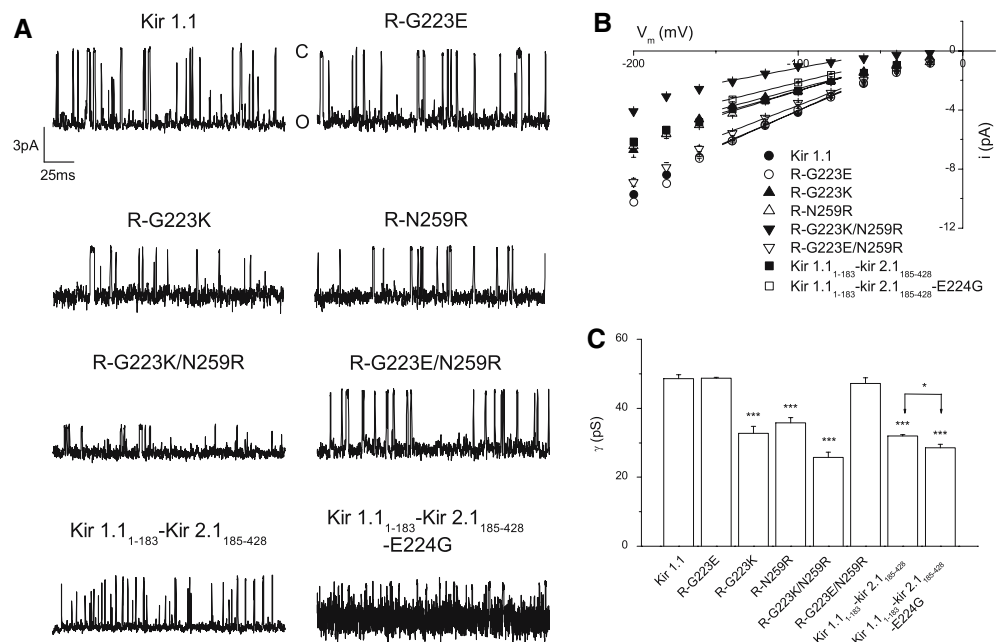 A
Kir 1.1
R-G223E
C
O
3pA
25ms
R-G223K
R-N259R
R-G223K/N259R
R-G223E/N259R
Kir 1.1₁₋₁₈₃-Kir 2.1₁₈₅₋₄₂₈
Kir 1.1₁₋₁₈₃-Kir 2.1₁₈₅₋₄₂₈
-E224G
B
Vₘ (mV)
-200
-100
0
0
-4
-8
-12
i (pA)
Kir 1.1
R-G223E
R-G223K
R-N259R
R-G223K/N259R
R-G223E/N259R
Kir 1.1₁₋₁₈₃-kir 2.1₁₈₅₋₄₂₈
Kir 1.1₁₋₁₈₃-kir 2.1₁₈₅₋₄₂₈-E224G
C
60
40
20
0
γ (pS)
***
***
***
***
***
*
Kir 1.1
R-G223E
R-G223K
R-N259R
R-G223K/N259R
R-G223E/N259R
Kir 1.1₁₋₁₈₃-kir 2.1₁₈₅₋₄₂₈
Kir 1.1₁₋₁₈₃-kir 2.1₁₈₅₋₄₂₈
-E224G